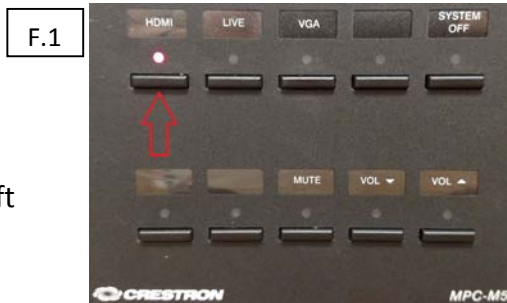 F.1
HDMI LIVE VGA SYSTEM OFF
ft
MUTE VOL VOL
CRESTRON MPC-M5